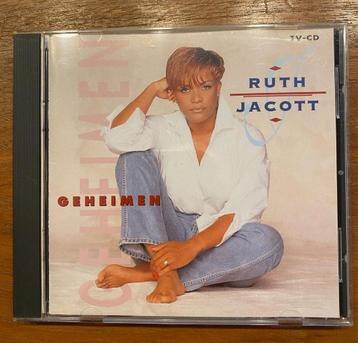 TV-CD
RUTH
JACOTT
GEHEIMEN
GEHEIMEN